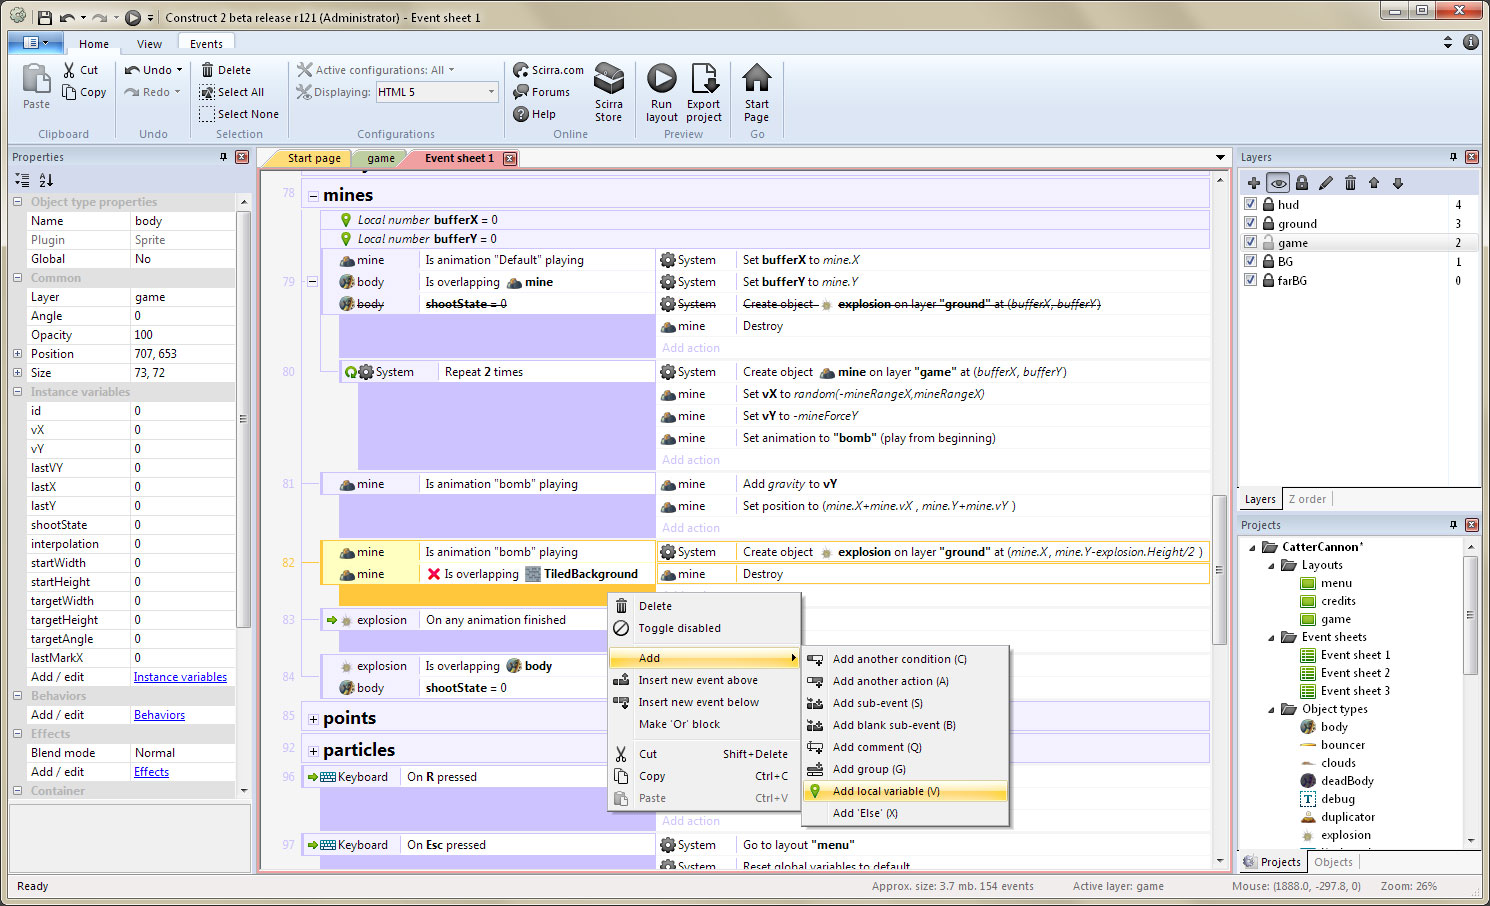 Construct 2 beta release r121 (Administrator) - Event sheet 1
Home View Events
Paste Cut Copy Clipboard
Undo Redo Undo
Delete Select All Select None Selection
Active configurations: All Displaying: HTML 5 Configurations
Scirra.com Forums Help Scirra Store Online
Run layout Export project Preview
Start Page Go
Properties
Object type properties
Name body
Plugin Sprite
Global No
Common
Layer game
Angle 0
Opacity 100
Position 707, 653
Size 73, 72
Instance variables
id 0
vX 0
vY 0
lastVY 0
lastX 0
lastY 0
shootState 0
interpolation 0
startWidth 0
startHeight 0
targetWidth 0
targetHeight 0
targetAngle 0
lastMarkX 0
Add / edit Instance variables
Behaviors
Add / edit Behaviors
Effects
Blend mode Normal
Add / edit Effects
Container
Start page game Event sheet 1
78 mines
Local number bufferX = 0
Local number bufferY = 0
mine Is animation "Default" playing System Set bufferX to mine.X
79 body Is overlapping mine System Set bufferY to mine.Y
body shootState = 0 System Create object explosion on layer "ground" at (bufferX, bufferY)
mine Destroy
Add action
80 System Repeat 2 times System Create object mine on layer "game" at (bufferX, bufferY)
mine Set vX to random(-mineRangeX,mineRangeX)
mine Set vY to -mineForceY
mine Set animation to "bomb" (play from beginning)
Add action
81 mine Is animation "bomb" playing mine Add gravity to vY
mine Set position to (mine.X+mine.vX , mine.Y+mine.vY )
Add action
82 mine Is animation "bomb" playing System Create object explosion on layer "ground" at (mine.X , mine.Y-explosion.Height/2 )
mine Is overlapping TiledBackground mine Destroy
83 explosion On any animation finished
explosion Is overlapping body
84 body shootState = 0
85 points
92 particles
96 Keyboard On R pressed
Add action
97 Keyboard On Esc pressed System Go to layout "menu"
System Reset global variables to default
Delete
Toggle disabled
Add
Insert new event above
Insert new event below
Make 'Or' block
Cut Shift+Delete
Copy Ctrl+C
Paste Ctrl+V
Add another condition (C)
Add another action (A)
Add sub-event (S)
Add blank sub-event (B)
Add comment (Q)
Add group (G)
Add local variable (V)
Add 'Else' (X)
Layers
hud 4
ground 3
game 2
BG 1
farBG 0
Layers Z order
Projects
CatterCannon*
Layouts
menu
credits
game
Event sheets
Event sheet 1
Event sheet 2
Event sheet 3
Object types
body
bouncer
clouds
deadBody
debug
duplicator
explosion
Projects Objects
Ready Approx. size: 3.7 mb. 154 events Active layer: game Mouse: (1888.0, -297.8, 0) Zoom: 26%